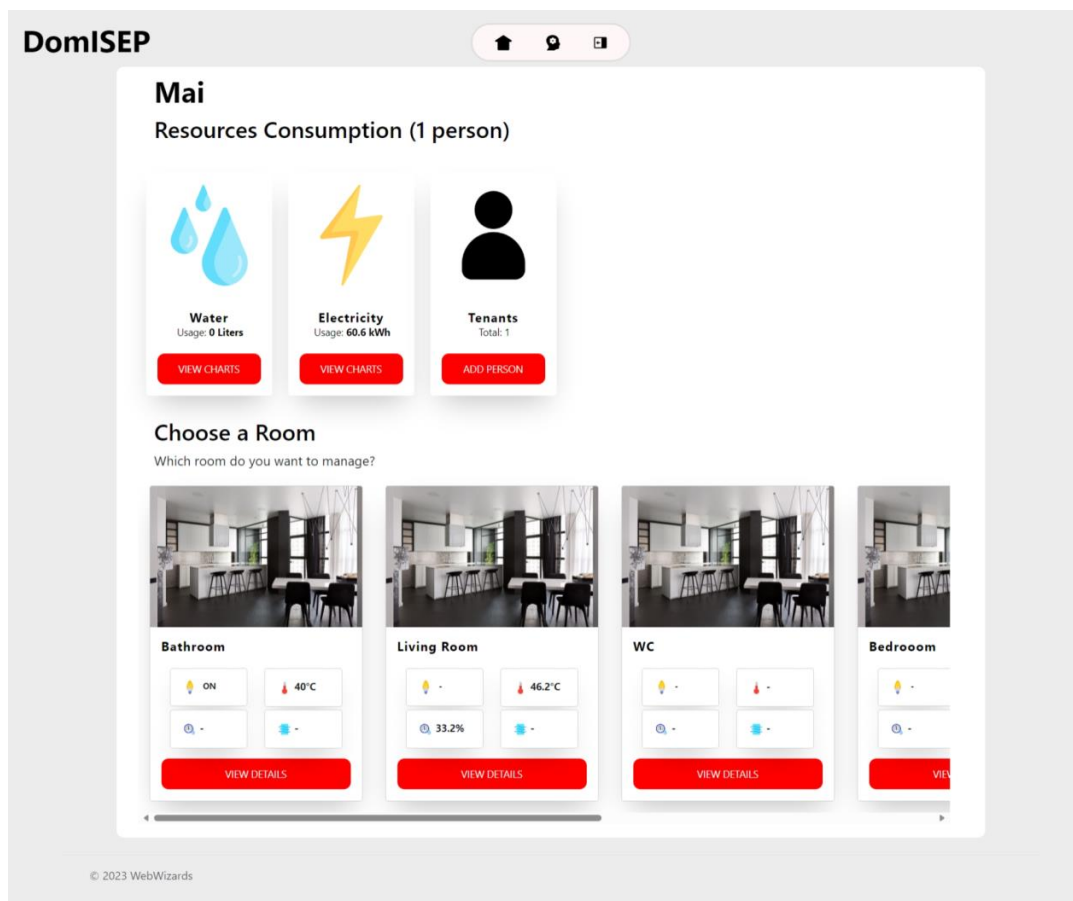 DomISEP
Mai
Resources Consumption (1 person)
Water
Usage: 0 Liters
VIEW CHARTS
Electricity
Usage: 60.6 kWh
VIEW CHARTS
Tenants
Total: 1
ADD PERSON
Choose a Room
Which room do you want to manage?
Bathroom
ON
40°C
-
-
VIEW DETAILS
Living Room
-
46.2°C
33.2%
-
VIEW DETAILS
WC
-
-
-
-
VIEW DETAILS
Bedrooom
-
-
VIE
© 2023 WebWizards